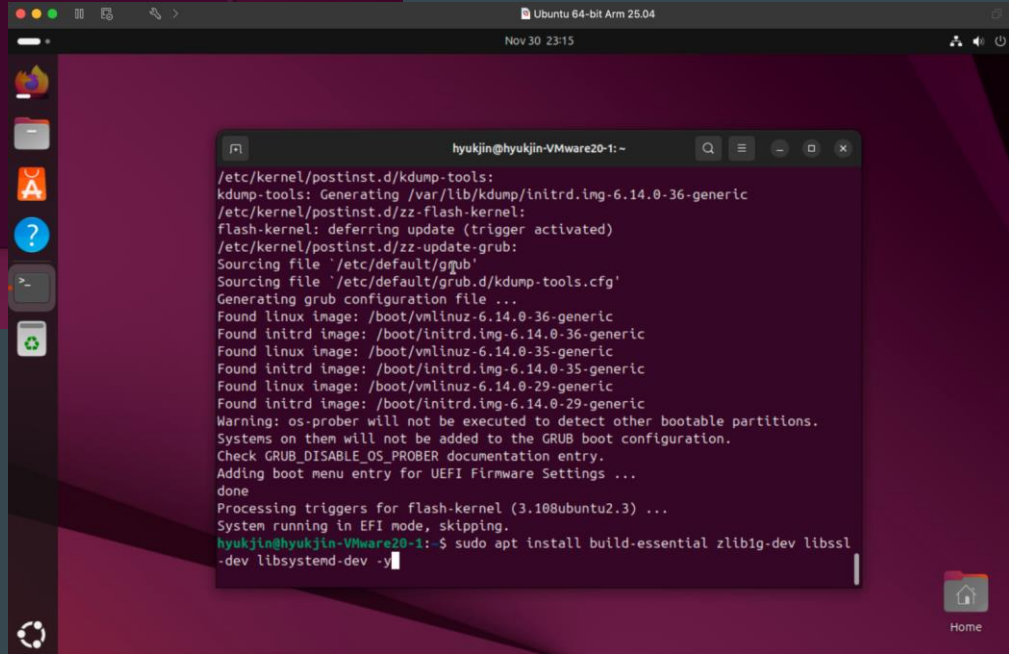 Ubuntu 64-bit Arm 25.04
Nov 30 23:15
hyukjin@hyukjin-VMware20-1: ~
/etc/kernel/postinst.d/kdump-tools:
kdump-tools: Generating /var/lib/kdump/initrd.img-6.14.0-36-generic
/etc/kernel/postinst.d/zz-flash-kernel:
flash-kernel: deferring update (trigger activated)
/etc/kernel/postinst.d/zz-update-grub:
Sourcing file `/etc/default/grub'
Sourcing file `/etc/default/grub.d/kdump-tools.cfg'
Generating grub configuration file ...
Found linux image: /boot/vmlinuz-6.14.0-36-generic
Found initrd image: /boot/initrd.img-6.14.0-36-generic
Found linux image: /boot/vmlinuz-6.14.0-35-generic
Found initrd image: /boot/initrd.img-6.14.0-35-generic
Found linux image: /boot/vmlinuz-6.14.0-29-generic
Found initrd image: /boot/initrd.img-6.14.0-29-generic
Warning: os-prober will not be executed to detect other bootable partitions.
Systems on them will not be added to the GRUB boot configuration.
Check GRUB_DISABLE_OS_PROBER documentation entry.
Adding boot menu entry for UEFI Firmware Settings ...
done
Processing triggers for flash-kernel (3.108ubuntu2.3) ...
System running in EFI mode, skipping.
hyukjin@hyukjin-VMware20-1:~$ sudo apt install build-essential zlib1g-dev libssl
-dev libsystemd-dev -y
Home